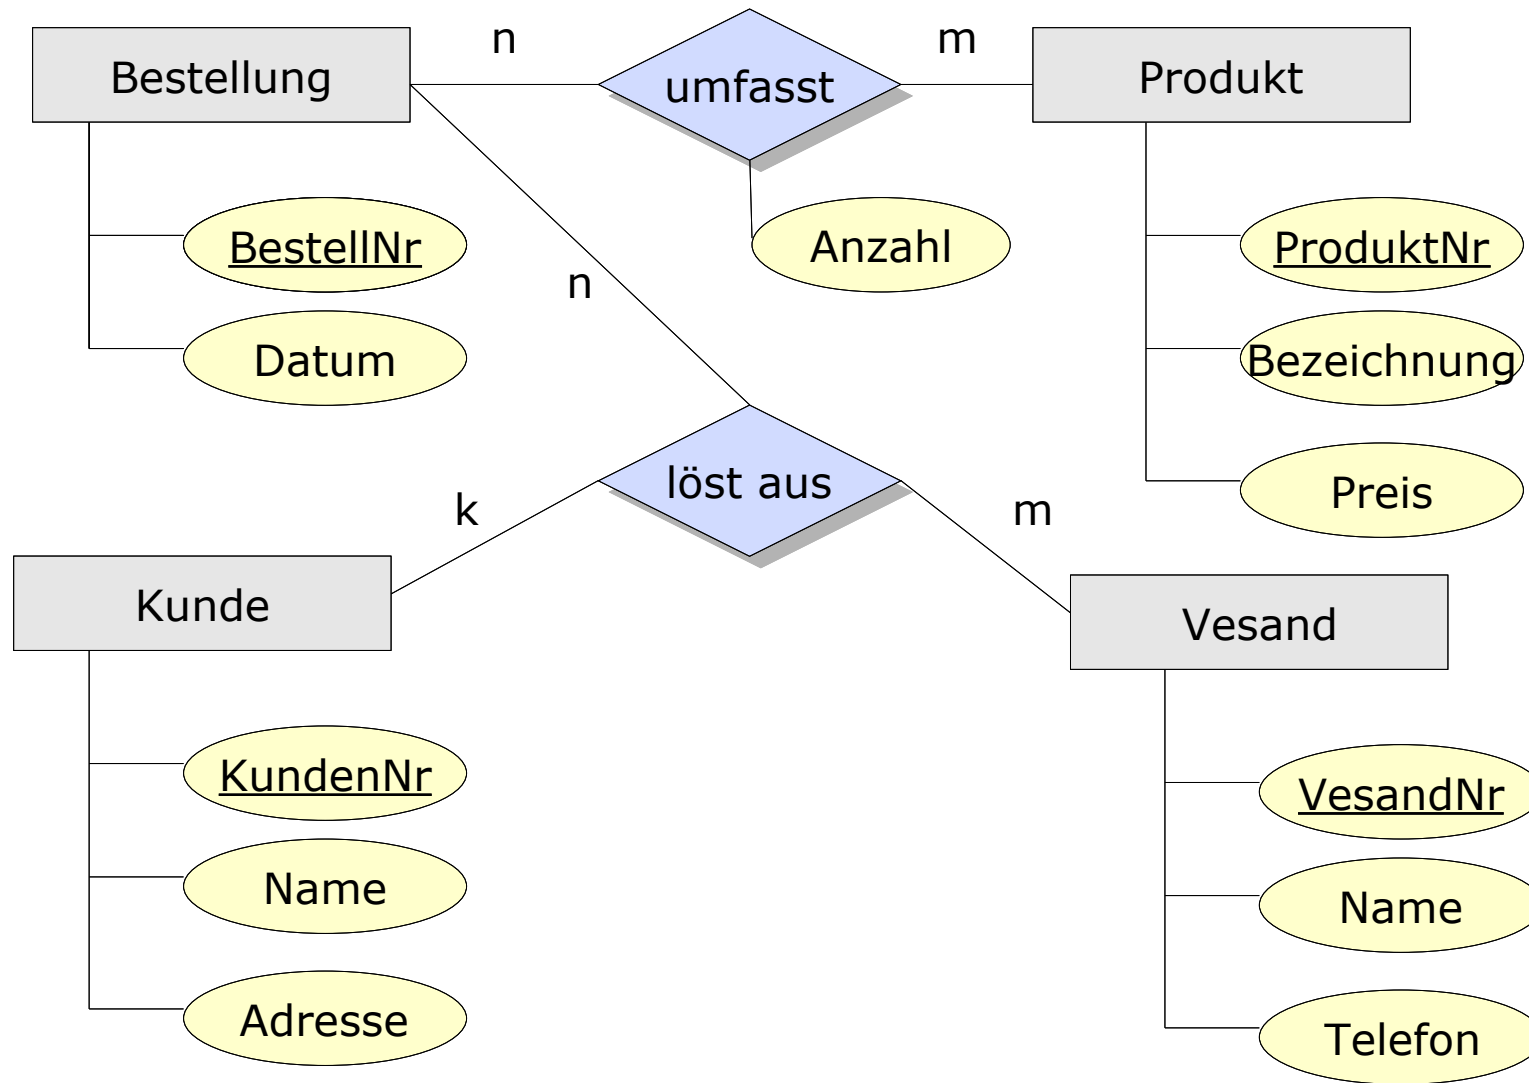 n
m
Bestellung
umfasst
Produkt
BestellNr
Anzahl
ProduktNr
n
Datum
Bezeichnung
löst aus
Preis
k
m
Kunde
Vesand
KundenNr
VesandNr
Name
Name
Adresse
Telefon